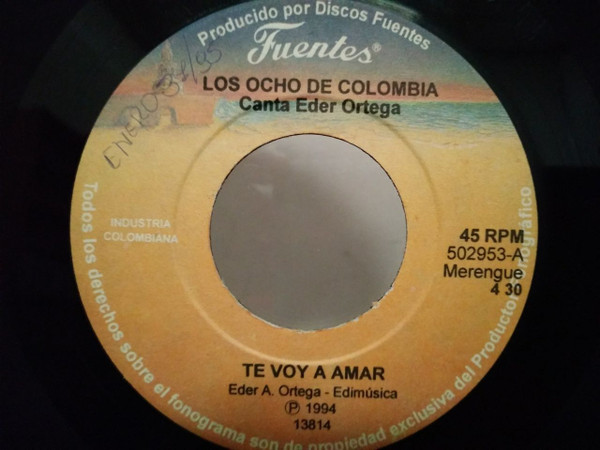 Producido por Discos Fuentes
Fuentes®
LOS OCHO DE COLOMBIA
Canta Eder Ortega
INDUSTRIA
COLOMBIANA
45 RPM
502953-A
Merengue
4 30
TE VOY A AMAR
Eder A. Ortega - Edimúsica
℗ 1994
13814
Todos los derechos sobre el fonograma son de propiedad exclusiva del Productor Fonográfico
ENERO